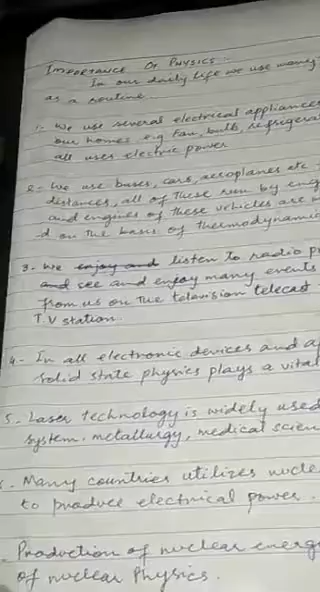 IMPORTANCE OF PHYSICS:
In our daily life we use many
as a routine
1- We use several electrical appliances
our homes e.g Fan, bulb, refrigera
all uses electric power
2- We use buses, cars, aeroplanes etc
distances, all of these run by eng
and engines of these vehicles are
d on the basis of thermodynamic
3- We enjoy and listen to radio p
and see and enjoy many events
from us on the television telecast
T.V station.
4- In all electronic devices and a
solid state physics plays a vital
5. Laser technology is widely used
system, metallurgy, medical scien
. Many countries utilizes nucle
to produce electrical power.
. Production of nuclear energ
of nuclear Physics.